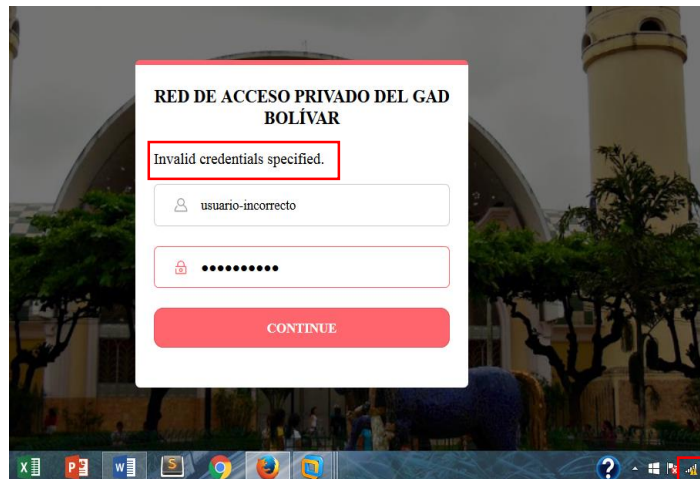 RED DE ACCESO PRIVADO DEL GAD
BOLÍVAR
Invalid credentials specified.
usuario-incorrecto
CONTINUE